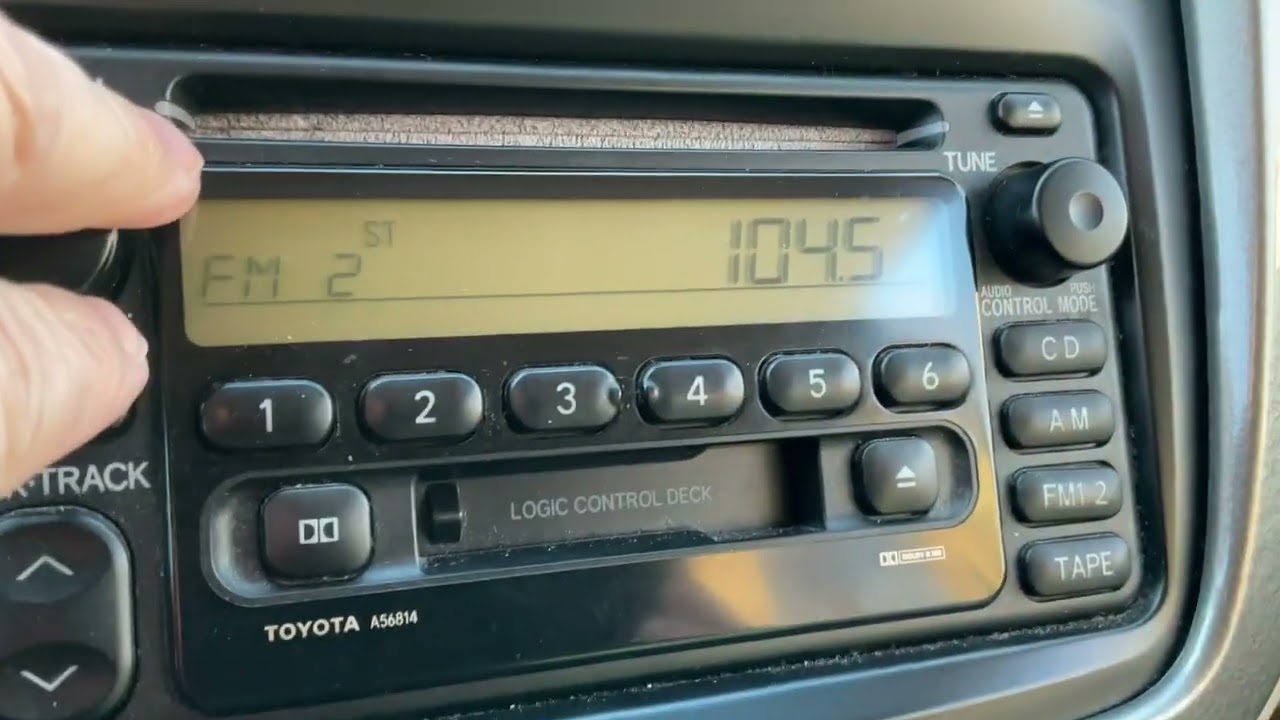 TUNE
ST
FM 2 104.5
AUDIO PUSH
CONTROL MODE
1 2 3 4 5 6
CD
AM
FM1 2
TAPE
TRACK
LOGIC CONTROL DECK
TOYOTA A56814